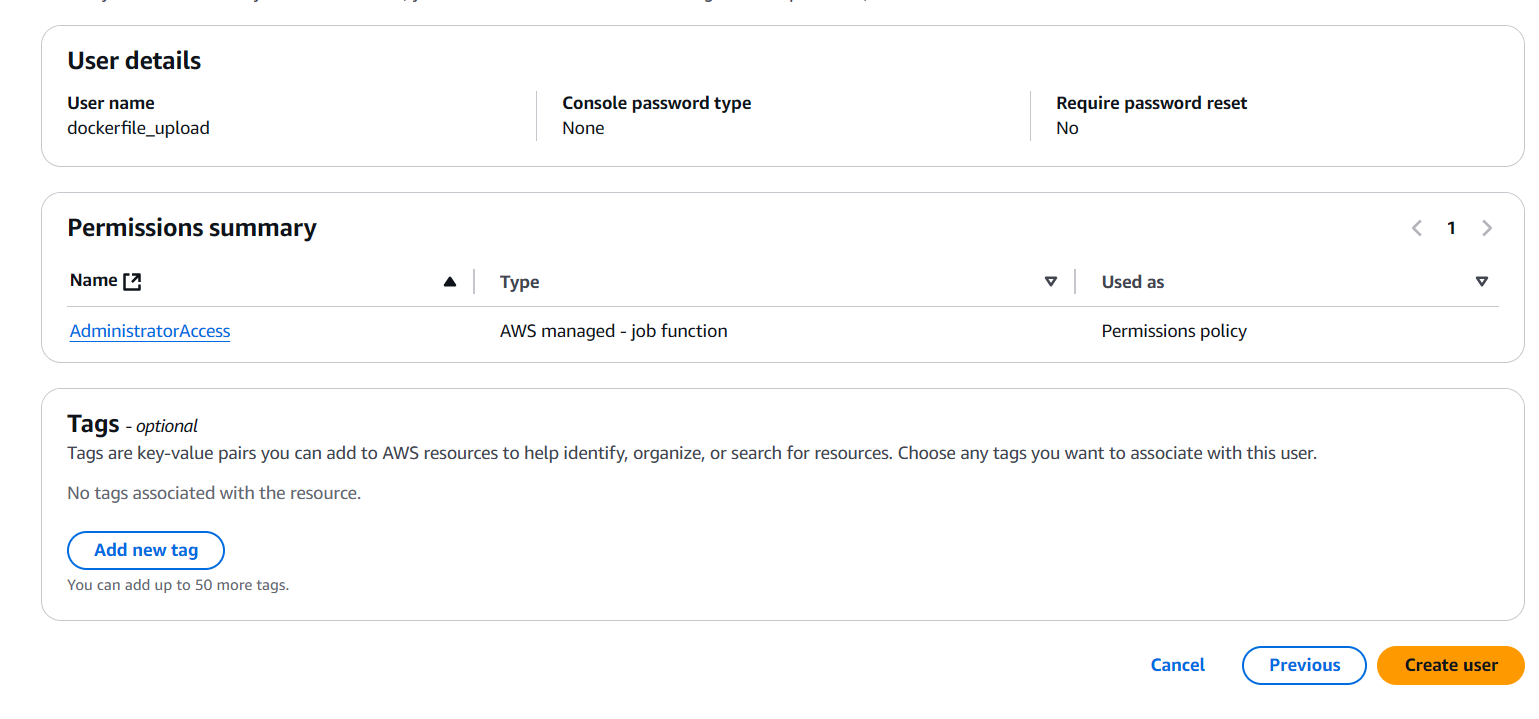 User details
User name
Console password type
Require password reset
dockerfile_upload
None
No
Permissions summary
1
Name
Type
Used as
AdministratorAccess
AWS managed - job function
Permissions policy
Tags - optional
Tags are key-value pairs you can add to AWS resources to help identify, organize, or search for resources. Choose any tags you want to associate with this user.
No tags associated with the resource.
Add new tag
You can add up to 50 more tags.
Cancel
Previous
Create user